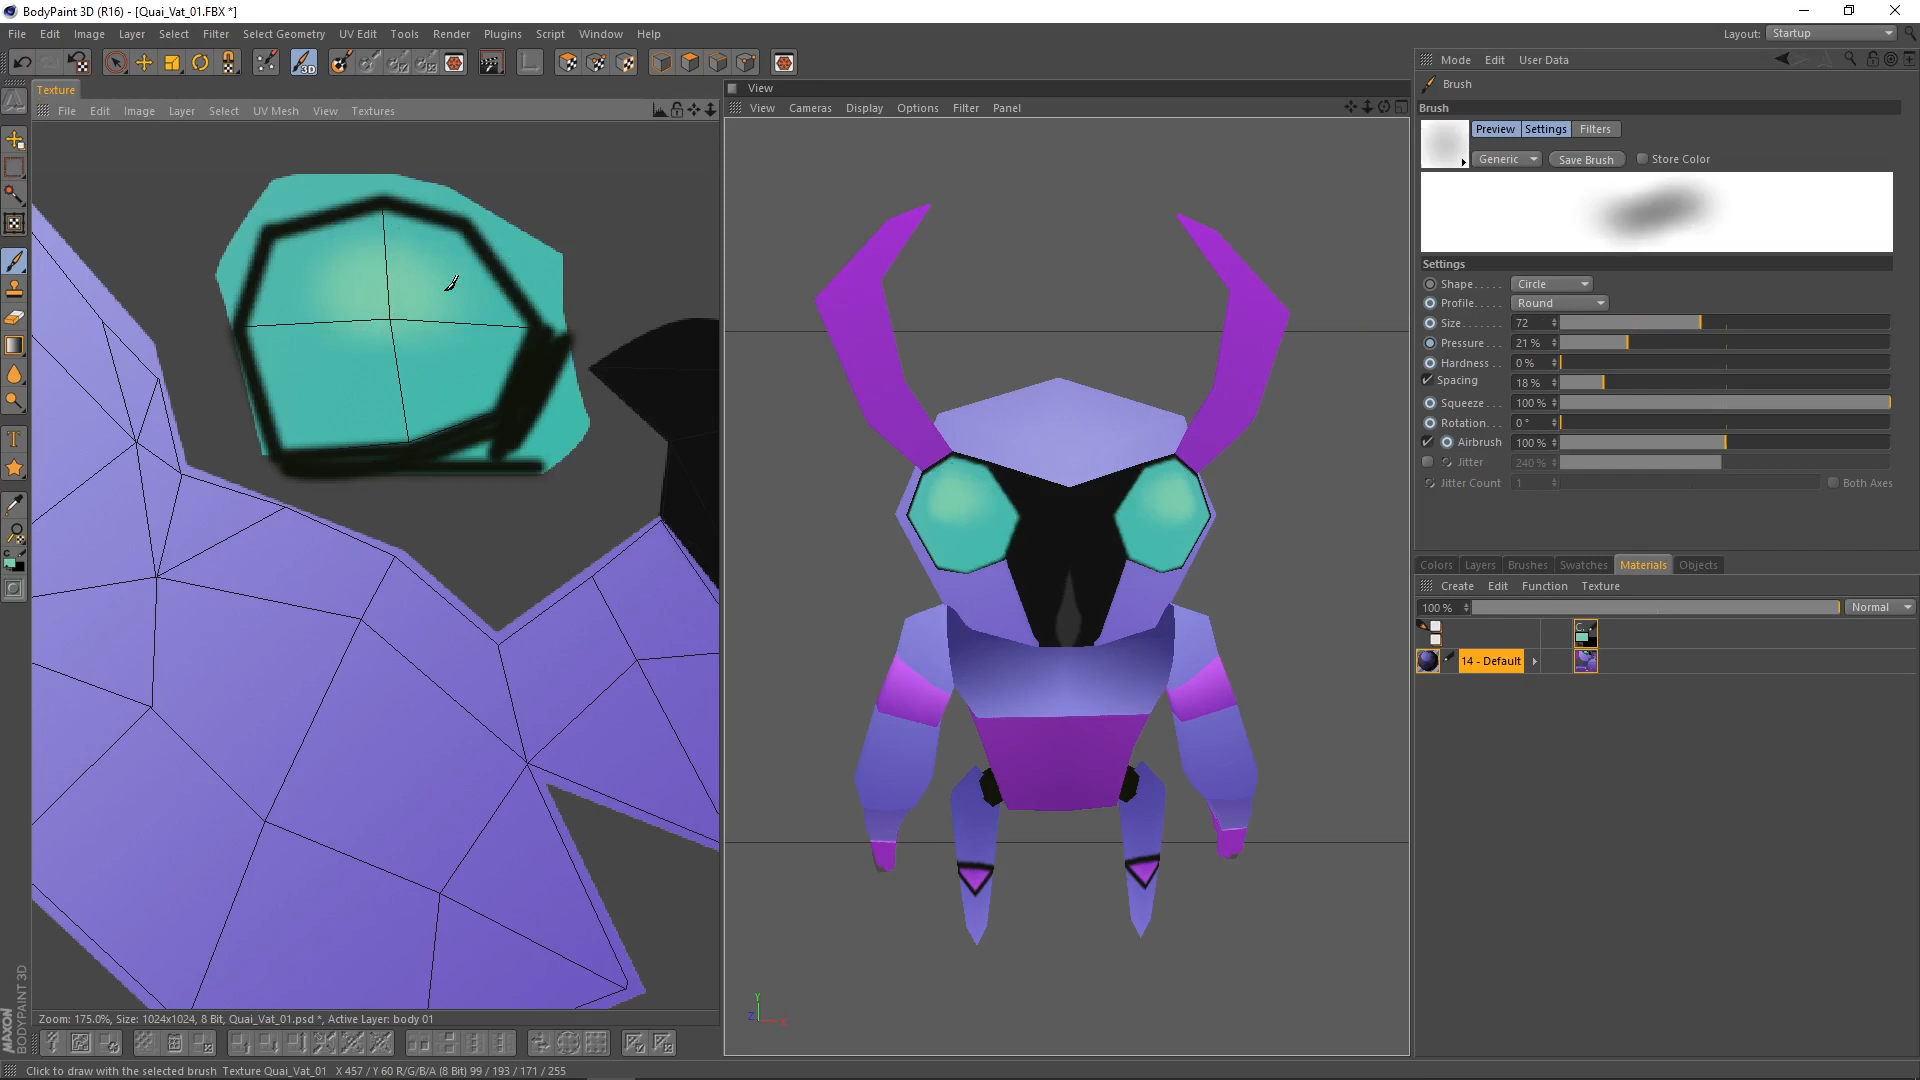 BodyPaint 3D (R16) - [Quai_Vat_01.FBX *]
File Edit Image Layer Select Filter Select Geometry UV Edit Tools Render Plugins Script Window Help
Layout: Startup
Texture
File Edit Image Layer Select UV Mesh View Textures
View
View Cameras Display Options Filter Panel
Mode Edit User Data
Brush
Brush
Preview Settings Filters
Generic Save Brush Store Color
Settings
Shape..... Circle
Profile..... Round
Size....... 72
Pressure... 21 %
Hardness.. 0 %
Spacing 18 %
Squeeze... 100 %
Rotation... 0 °
Airbrush 100 %
Jitter 240 %
Jitter Count 1 Both Axes
Colors Layers Brushes Swatches Materials Objects
Create Edit Function Texture
100 % Normal
14 - Default
Y
Z X
MAXON
BODYPAINT 3D
Zoom: 175.0%, Size: 1024x1024, 8 Bit, Quai_Vat_01.psd *, Active Layer: body 01
Click to draw with the selected brush Texture Quai_Vat_01 X 457 / Y 60 R/G/B/A (8 Bit) 99 / 193 / 171 / 255